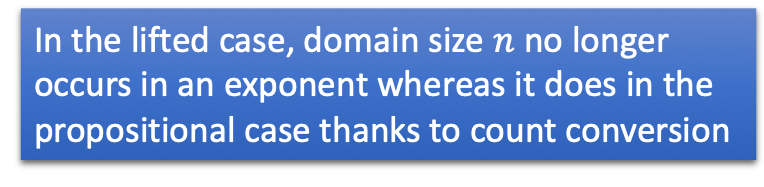 In the lifted case, domain size 𝑛 no longer
occurs in an exponent whereas it does in the
propositional case thanks to count conversion